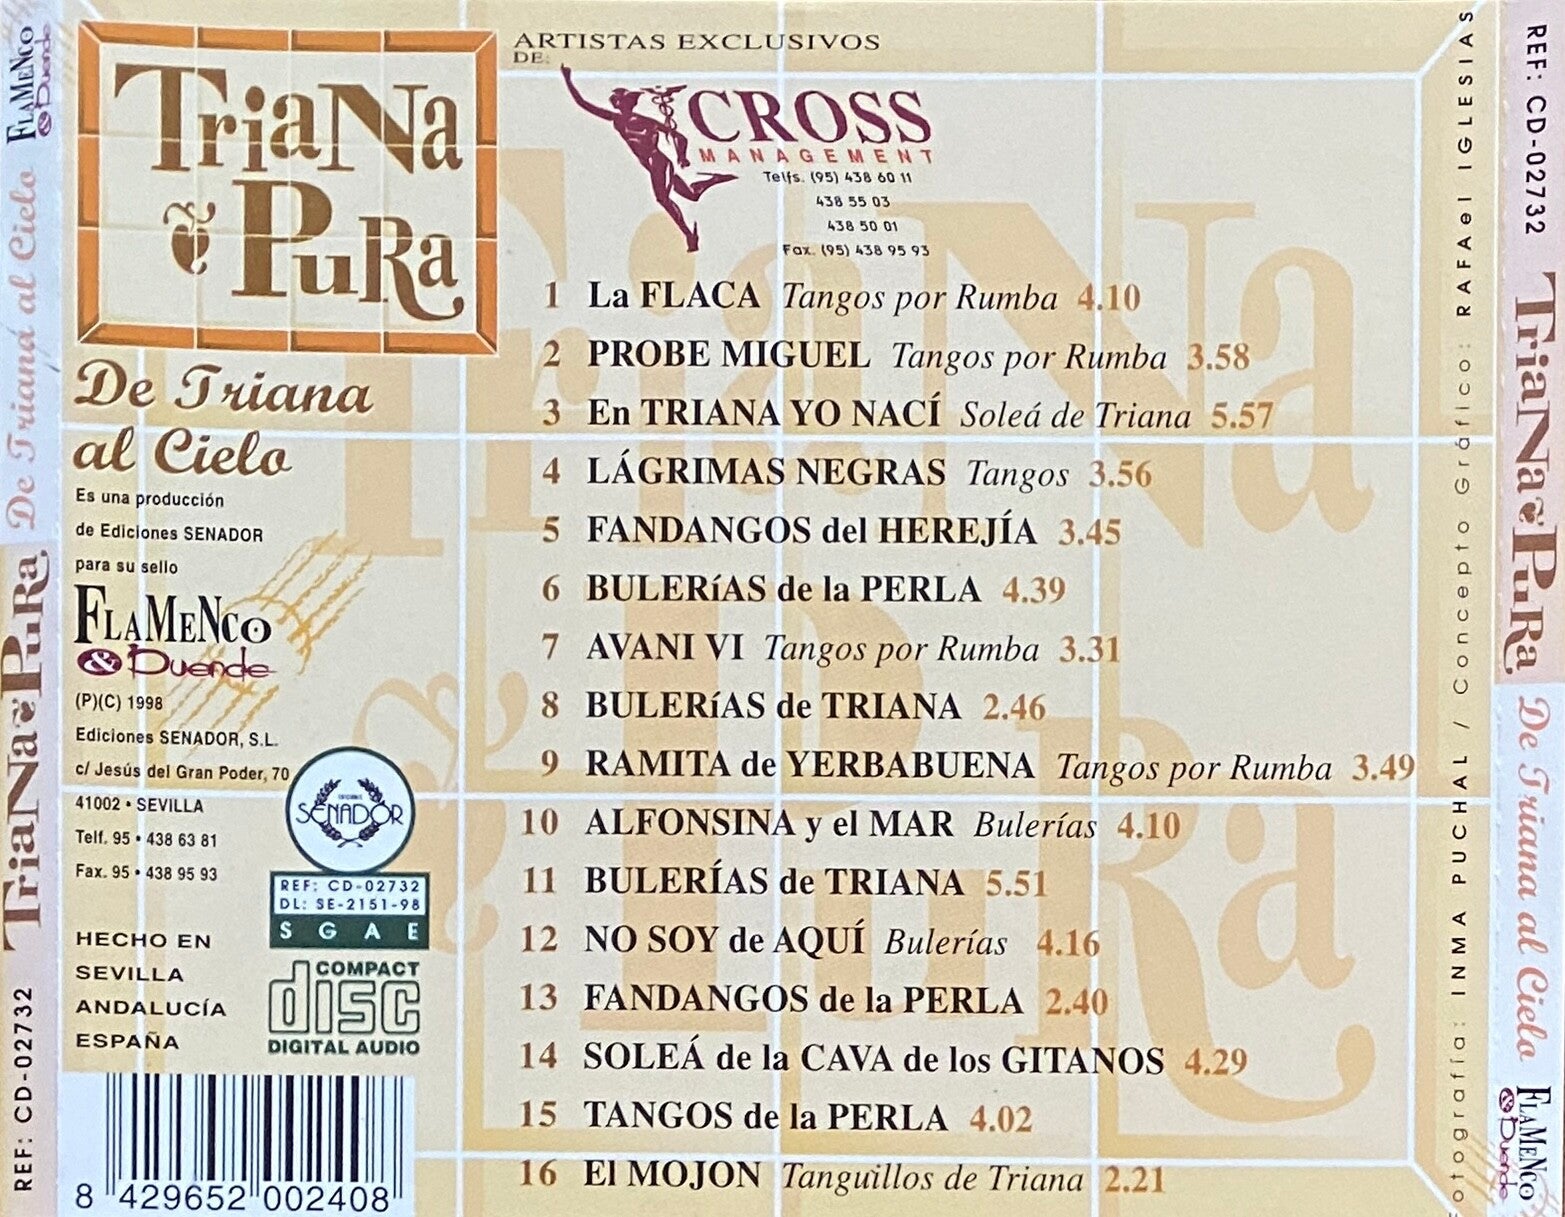 TriaNa
PuRa
De Triana
al Cielo
Es una producción
de Ediciones SENADOR
para su sello
FLaMeNco
& Duende
(P)(C) 1998
Ediciones SENADOR, S.L.
c/ Jesús del Gran Poder, 70
41002 • SEVILLA
Telf. 95 • 438 63 81
Fax. 95 • 438 95 93
HECHO EN
SEVILLA
ANDALUCÍA
ESPAÑA
EDICIONES
SENADOR
REF: CD-02732
DL: SE-2151-98
SGAE
COMPACT
disc
DIGITAL AUDIO
8 429652 002408
ARTISTAS EXCLUSIVOS
DE:
CROSS
MANAGEMENT
Telfs. (95) 438 60 11
438 55 03
438 50 01
Fax. (95) 438 95 93
1 La FLACA Tangos por Rumba 4.10
2 PROBE MIGUEL Tangos por Rumba 3.58
3 En TRIANA YO NACÍ Soleá de Triana 5.57
4 LÁGRIMAS NEGRAS Tangos 3.56
5 FANDANGOS del HEREJÍA 3.45
6 BULERíAS de la PERLA 4.39
7 AVANI VI Tangos por Rumba 3.31
8 BULERíAS de TRIANA 2.46
9 RAMITA de YERBABUENA Tangos por Rumba 3.49
10 ALFONSINA y el MAR Bulerías 4.10
11 BULERÍAS de TRIANA 5.51
12 NO SOY de AQUÍ Bulerías 4.16
13 FANDANGOS de la PERLA 2.40
14 SOLEÁ de la CAVA de los GITANOS 4.29
15 TANGOS de la PERLA 4.02
16 El MOJON Tanguillos de Triana 2.21
Fotografía: INMA PUCHAL / Concepto Gráfico: RAFAel IGLESIAS
REF: CD-02732 TriaNa PuRa De Triana al Cielo FLaMeNco & Duende
REF: CD-02732 TriaNa PuRa De Triana al Cielo FLaMeNco & Duende
TriaNa
PuRa